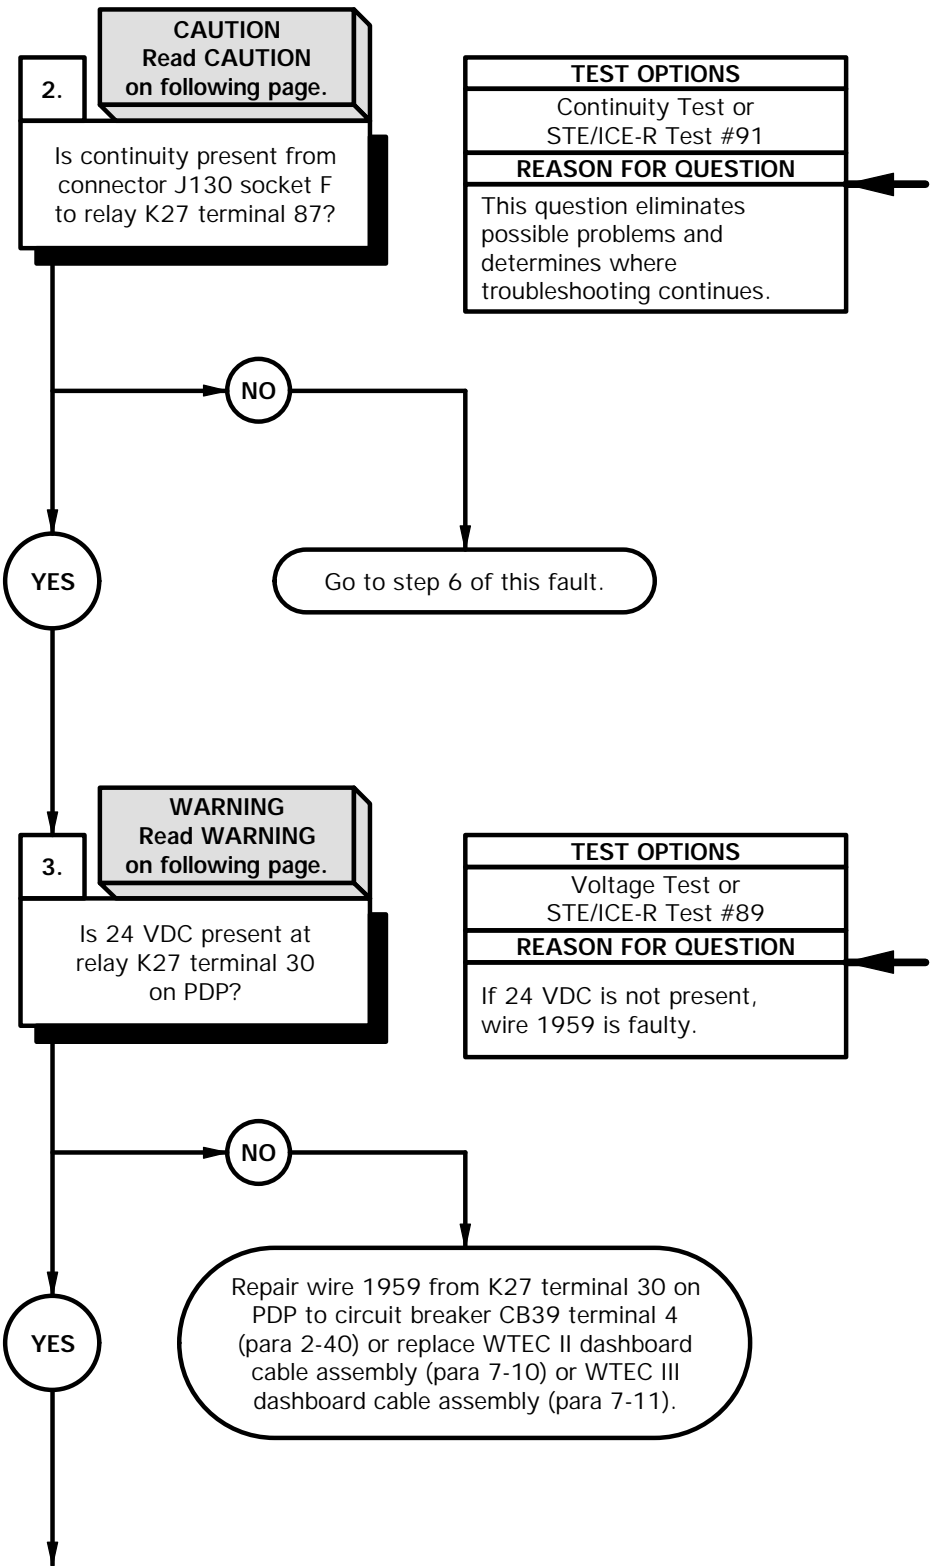 CAUTION
Read CAUTION
on following page.
2.
Is continuity present from
connector J130 socket F
to relay K27 terminal 87?
TEST OPTIONS
Continuity Test or
STE/ICE-R Test #91
REASON FOR QUESTION
This question eliminates
possible problems and
determines where
troubleshooting continues.
NO
YES
Go to step 6 of this fault.
WARNING
Read WARNING
on following page.
3.
Is 24 VDC present at
relay K27 terminal 30
on PDP?
TEST OPTIONS
Voltage Test or
STE/ICE-R Test #89
REASON FOR QUESTION
If 24 VDC is not present,
wire 1959 is faulty.
NO
YES
Repair wire 1959 from K27 terminal 30 on
PDP to circuit breaker CB39 terminal 4
(para 2-40) or replace WTEC II dashboard
cable assembly (para 7-10) or WTEC III
dashboard cable assembly (para 7-11).